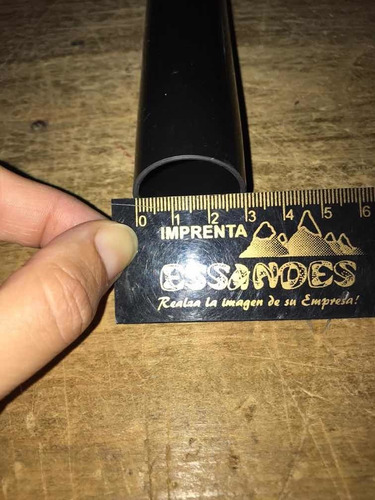 0 1 2 3 4 5 6
IMPRENTA
ESSANDES
Realza la imagen de su Empresa!